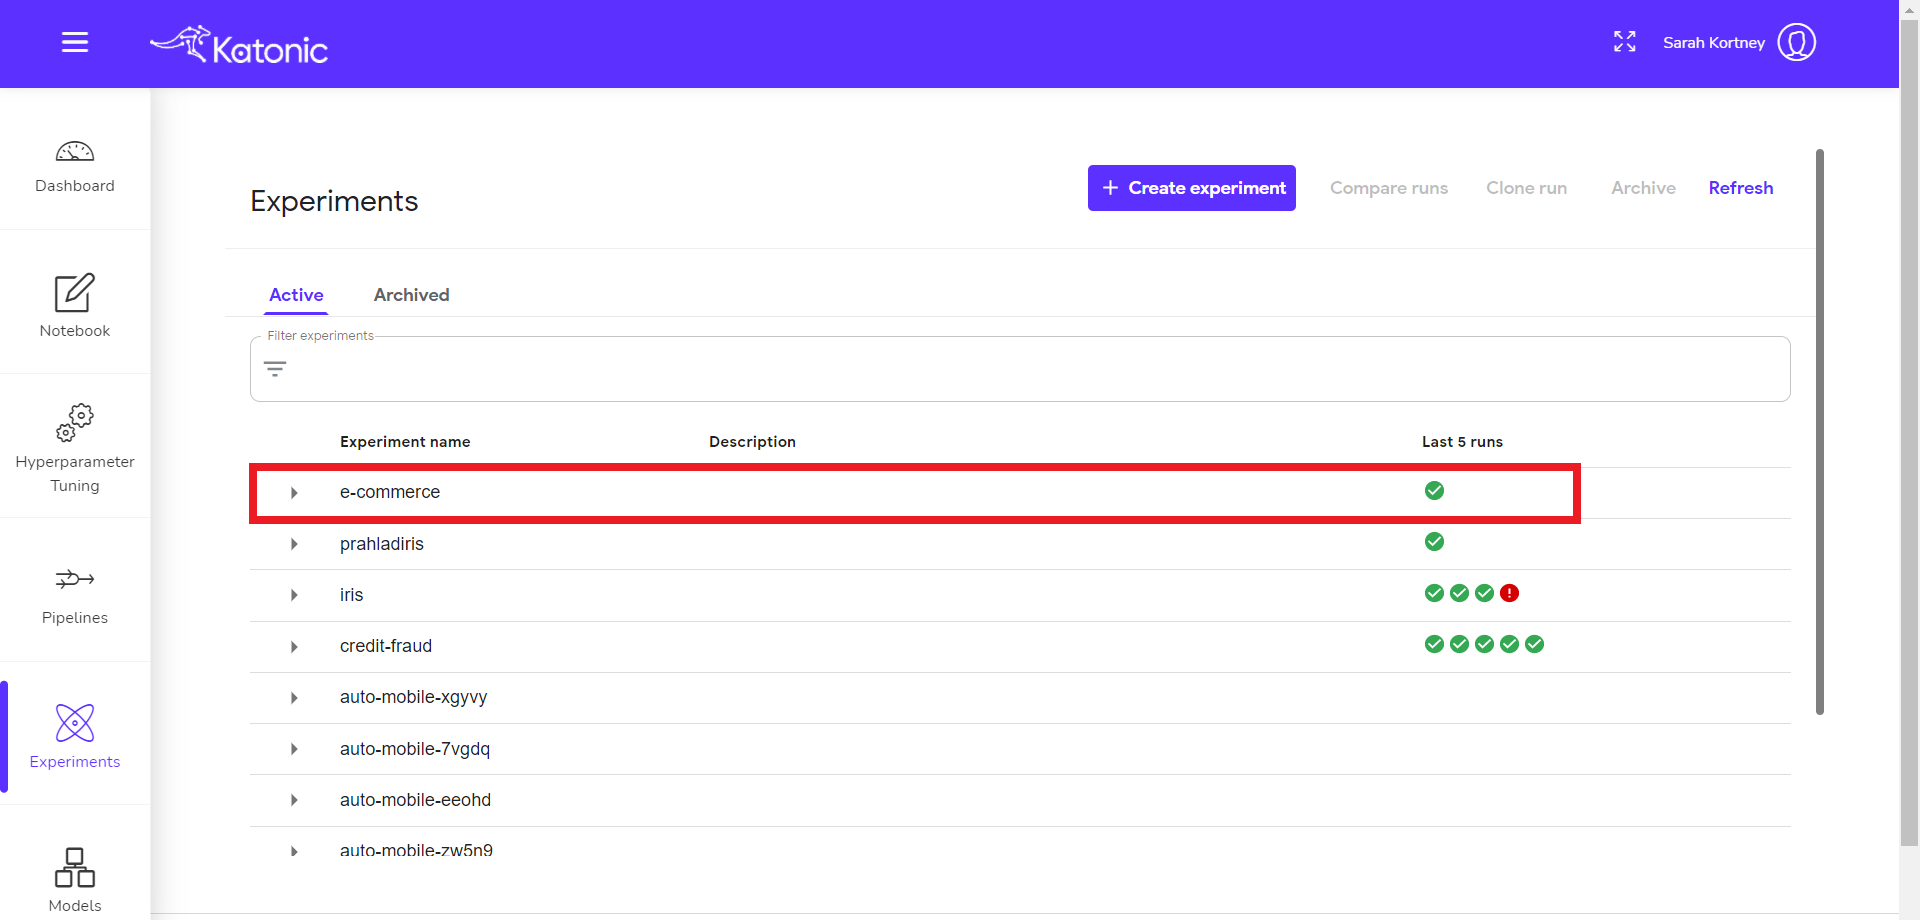 Katonic
Sarah Kortney
Dashboard
Notebook
Hyperparameter
Tuning
Pipelines
Experiments
Models
Experiments
+ Create experiment
Compare runs
Clone run
Archive
Refresh
Active
Archived
Filter experiments
Experiment name Description Last 5 runs
e-commerce
prahladiris
iris
credit-fraud
auto-mobile-xgyvy
auto-mobile-7vgdq
auto-mobile-eeohd
auto-mobile-zw5n9